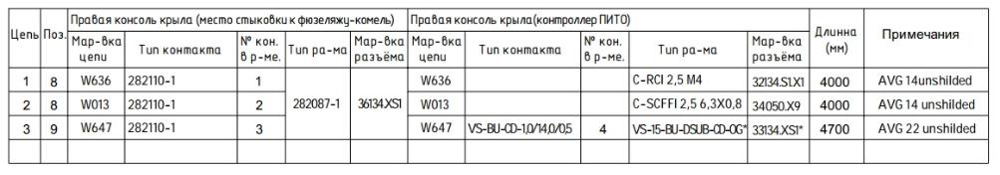 Цепь Поз. Правая консоль крыла (место стыковки к фюзеляжу-комель) Правая консоль крыла(контроллер ПИТО) Длинна (мм) Примечания
Мар-вка цепи Тип контакта № кон. в р-ме. Тип ра-ма Мар-вка разъёма Мар-вка цепи Тип контакта № кон. в р-ме. Тип ра-ма Мар-вка разъёма
1 8 W636 282110-1 1 282087-1 36134.XS1 W636 C-RCI 2,5 M4 32134.S1.X1 4000 AVG 14unshilded
2 8 W013 282110-1 2 W013 C-SCFFI 2,5 6,3X0,8 34050.X9 4000 AVG 14 unshilded
3 9 W647 282110-1 3 W647 VS-BU-CD-1,0/14,0/0,5 4 VS-15-BU-DSUB-CD-OG* 33134.XS1* 4700 AVG 22 unshilded